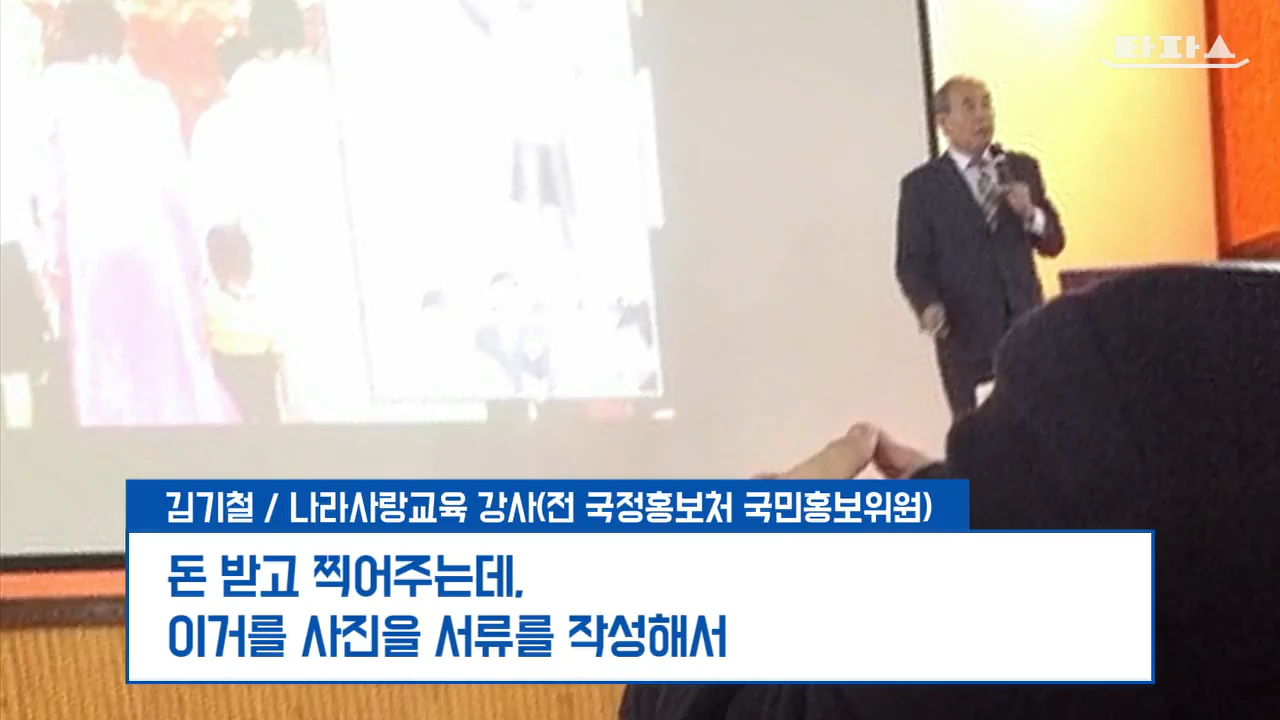 타파스
김기철 / 나라사랑교육 강사(전 국정홍보처 국민홍보위원)
돈 받고 찍어주는데,
이거를 사진을 서류를 작성해서